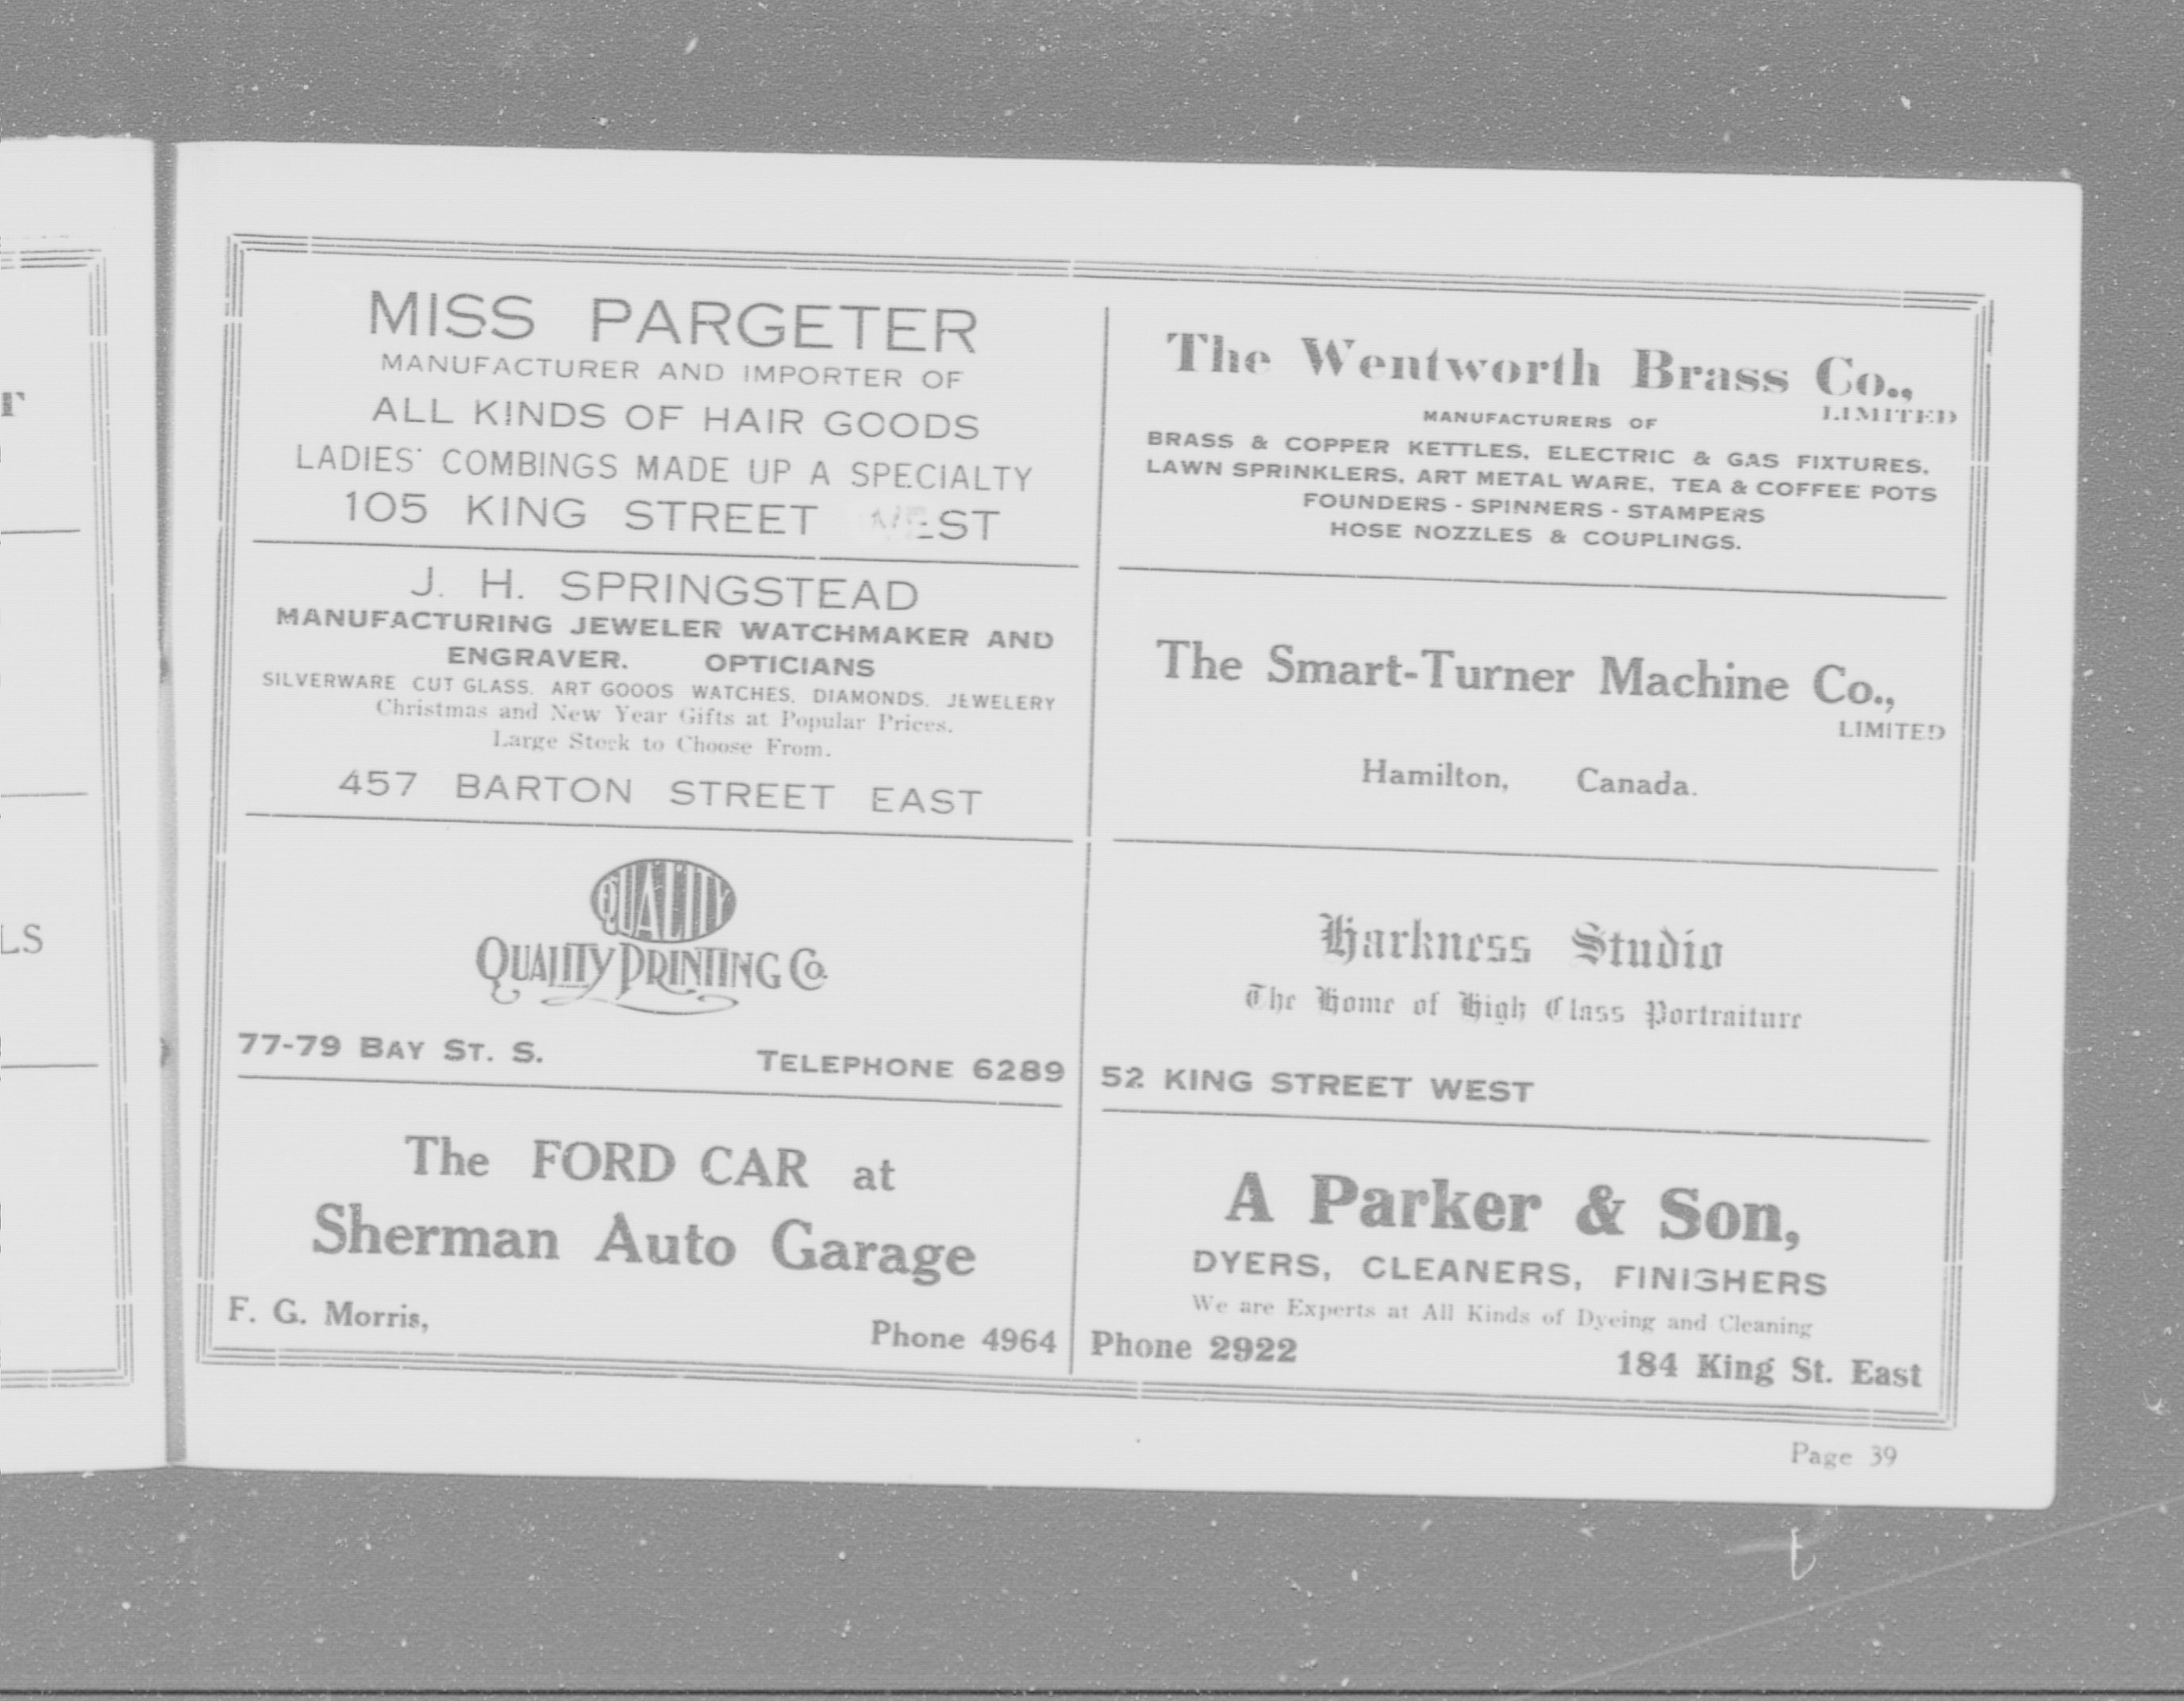 T
LS
MISS PARGETER
MANUFACTURER AND IMPORTER OF
ALL KINDS OF HAIR GOODS
LADIES' COMBINGS MADE UP A SPECIALTY
105 KING STREET WEST
J. H. SPRINGSTEAD
MANUFACTURING JEWELER WATCHMAKER AND
ENGRAVER. OPTICIANS
SILVERWARE CUT GLASS. ART GOOOS WATCHES, DIAMONDS, JEWELERY
Christmas and New Year Gifts at Popular Prices.
Large Stock to Choose From.
457 BARTON STREET EAST
QUALITY
QUALITY PRINTING Co.
77-79 BAY ST. S. TELEPHONE 6289
The FORD CAR at
Sherman Auto Garage
F. G. Morris, Phone 4964
The Wentworth Brass Co.,
LIMITED
MANUFACTURERS OF
BRASS & COPPER KETTLES, ELECTRIC & GAS FIXTURES,
LAWN SPRINKLERS, ART METAL WARE, TEA & COFFEE POTS
FOUNDERS - SPINNERS - STAMPERS
HOSE NOZZLES & COUPLINGS.
The Smart-Turner Machine Co.,
LIMITED
Hamilton, Canada.
Harkness Studio
The Home of High Class Portraiture
52 KING STREET WEST
A Parker & Son,
DYERS, CLEANERS, FINISHERS
We are Experts at All Kinds of Dyeing and Cleaning
Phone 2922 184 King St. East
Page 39